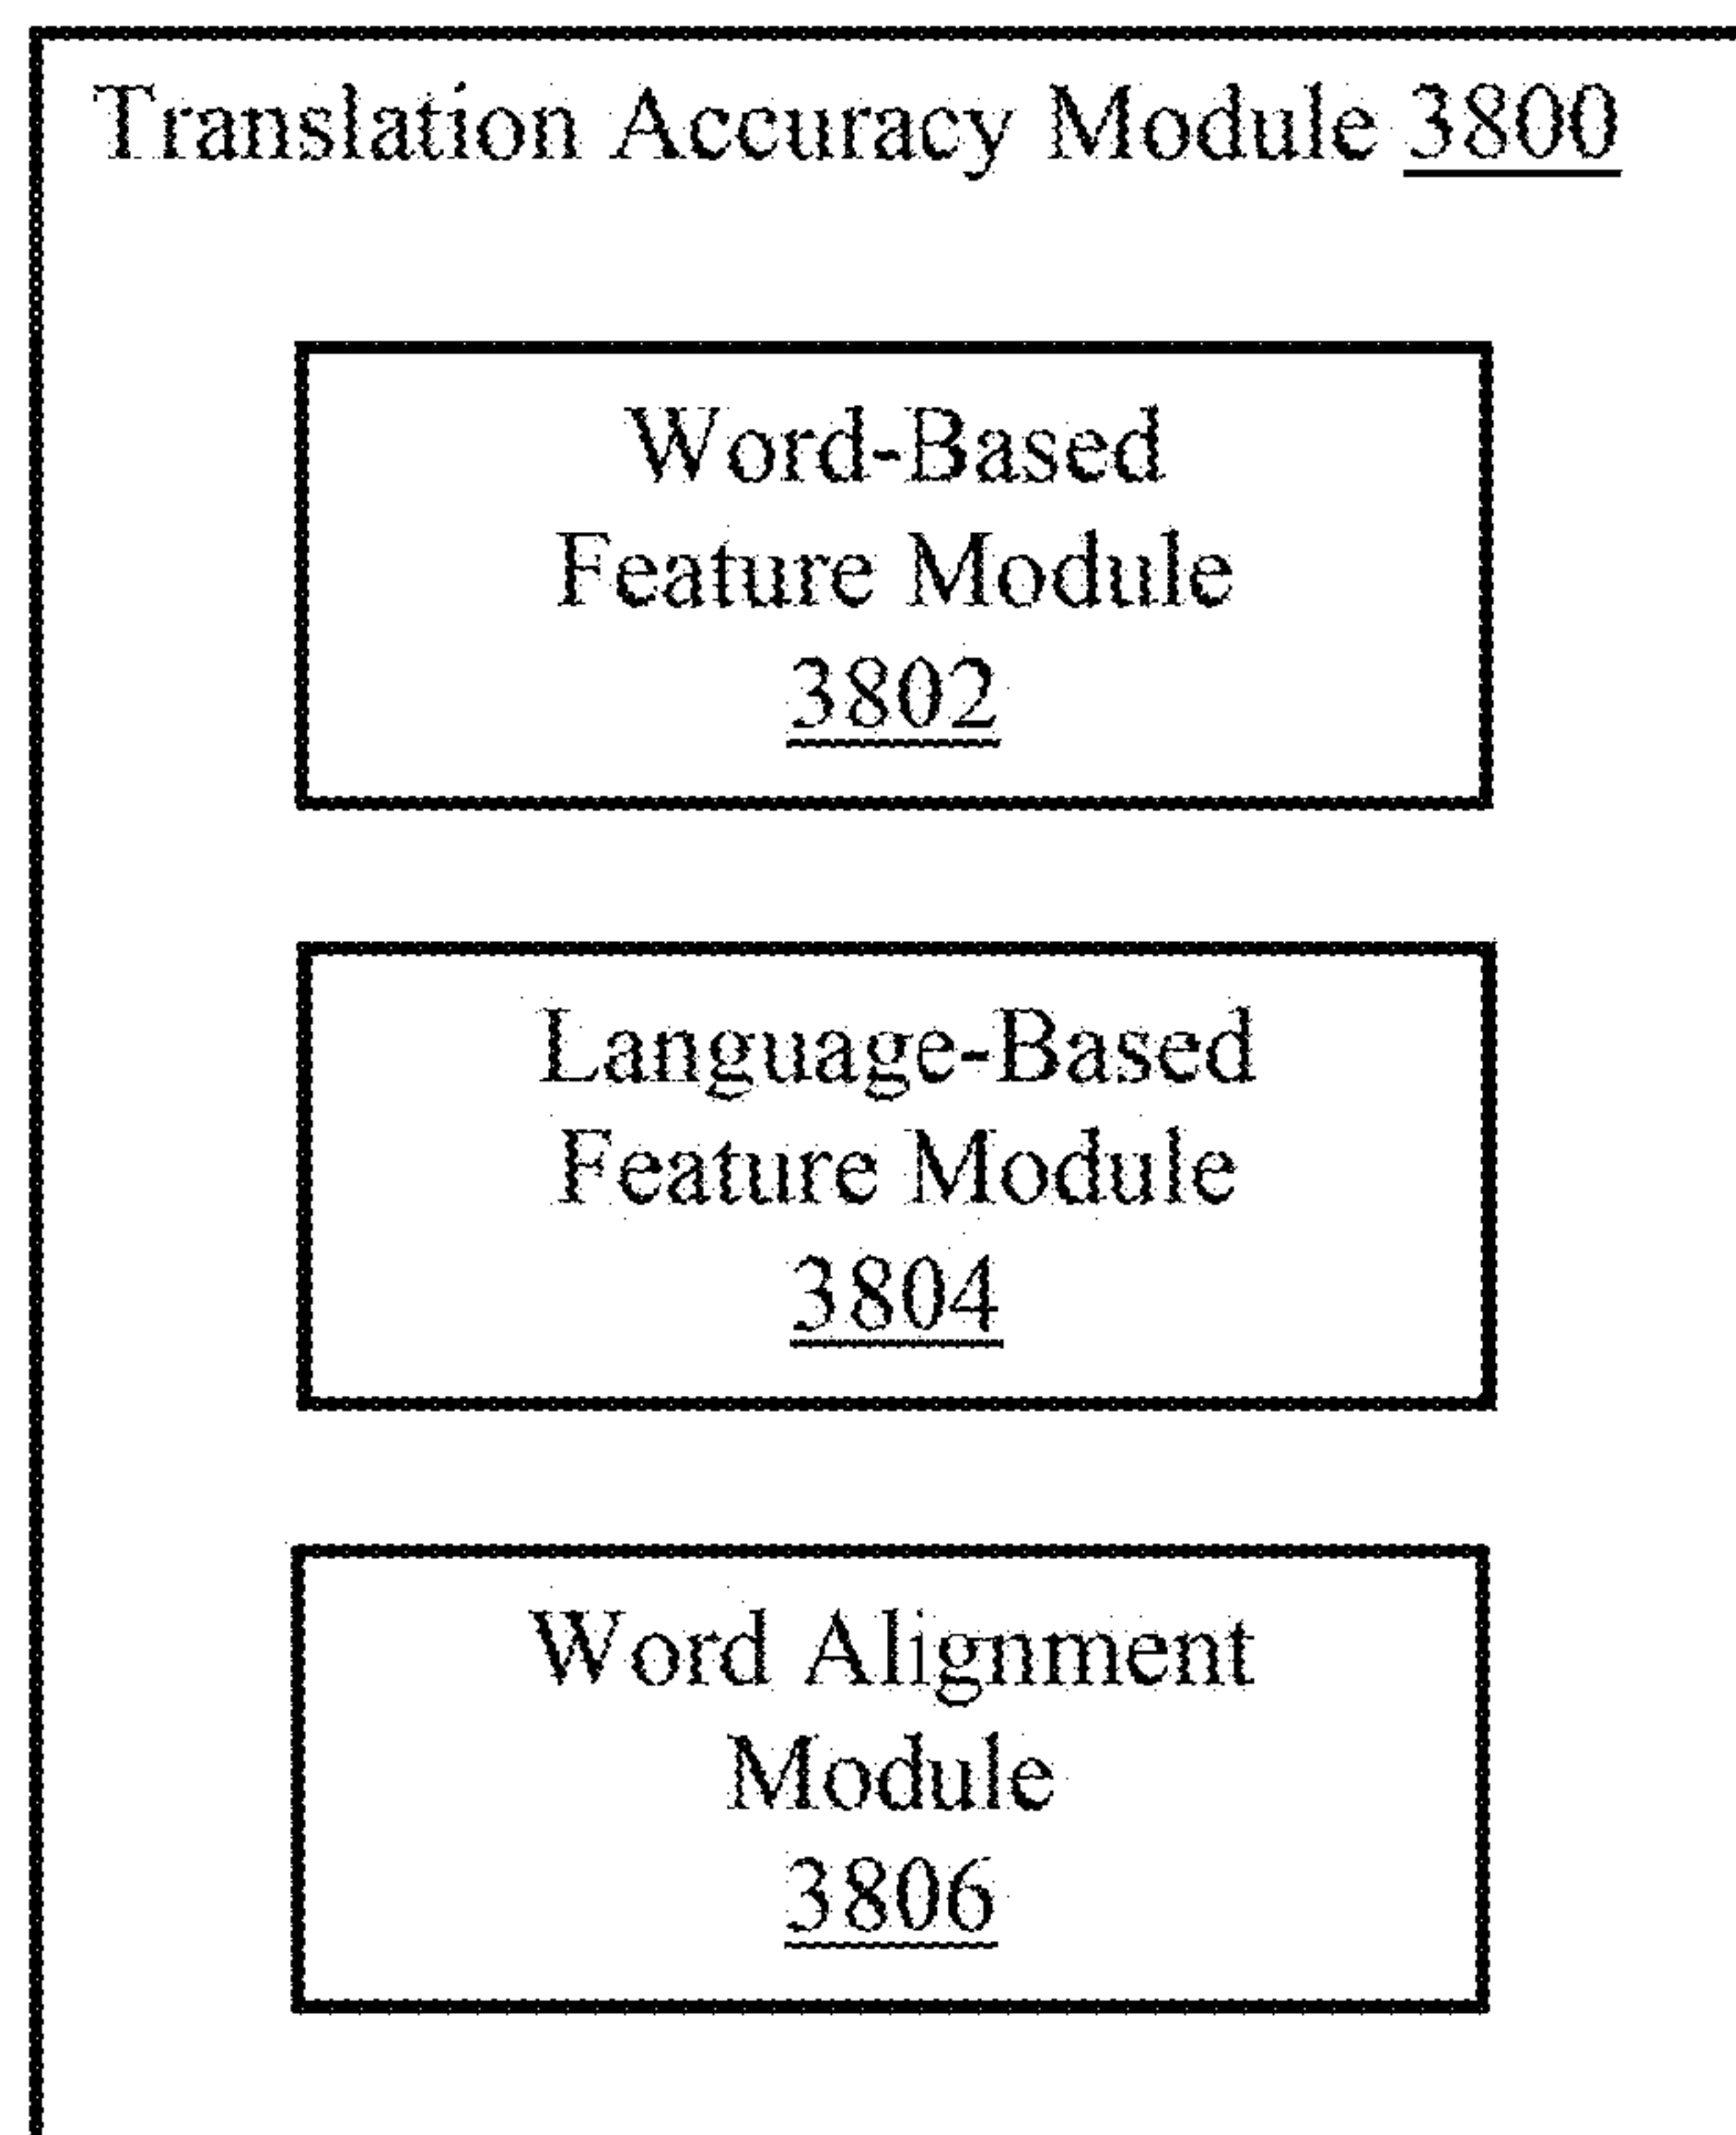 Translation Accuracy Module 3800
Word-Based
Feature Module
3802
Language-Based
Feature Module
3804
Word Alignment
Module
3806